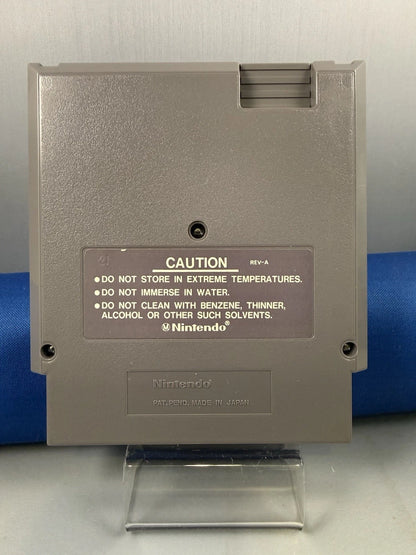 CAUTION REV-A
● DO NOT STORE IN EXTREME TEMPERATURES.
● DO NOT IMMERSE IN WATER.
● DO NOT CLEAN WITH BENZENE, THINNER,
ALCOHOL OR OTHER SUCH SOLVENTS.
Ⓜ Nintendo®
Nintendo®
PAT. PEND. MADE IN JAPAN